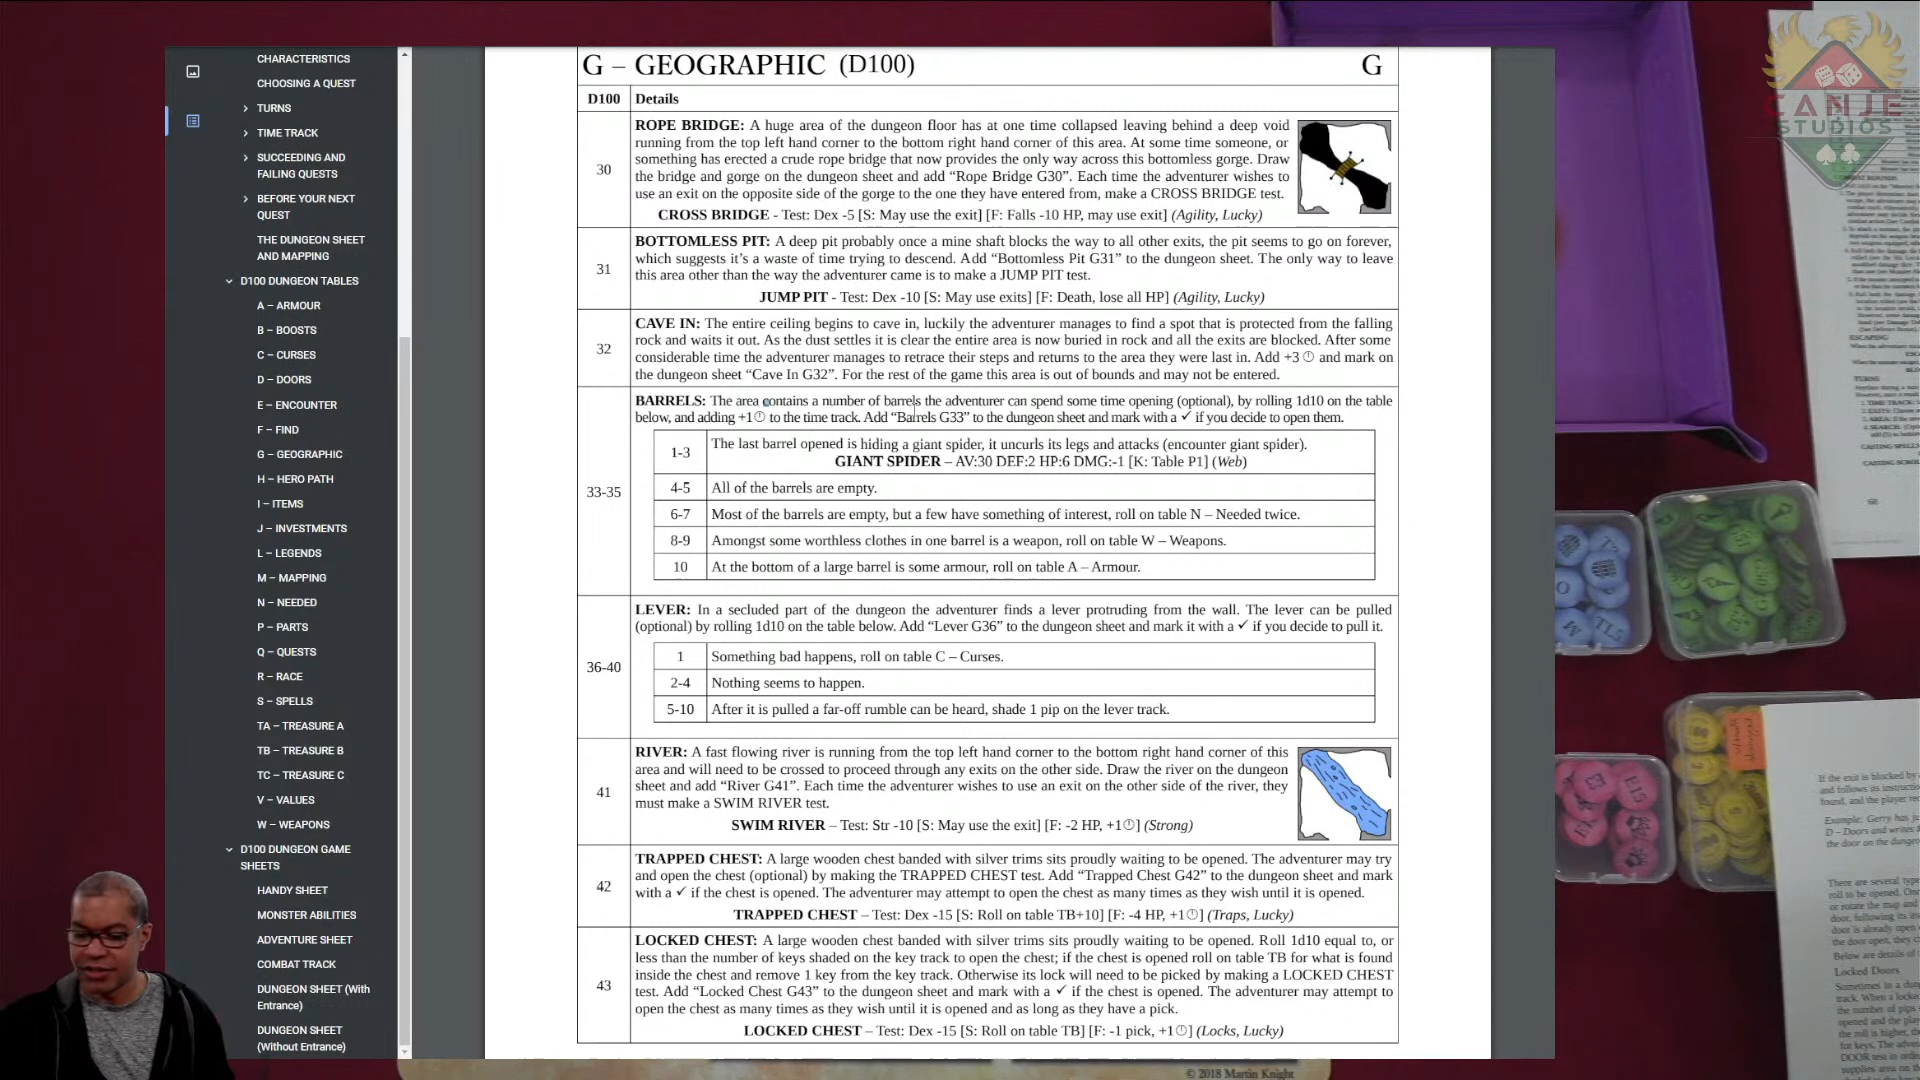 CHARACTERISTICS
CHOOSING A QUEST
TURNS
TIME TRACK
SUCCEEDING AND
FAILING QUESTS
BEFORE YOUR NEXT
QUEST
THE DUNGEON SHEET
AND MAPPING
D100 DUNGEON TABLES
A – ARMOUR
B – BOOSTS
C – CURSES
D – DOORS
E – ENCOUNTER
F – FIND
G – GEOGRAPHIC
H – HERO PATH
I – ITEMS
J – INVESTMENTS
L – LEGENDS
M – MAPPING
N – NEEDED
P – PARTS
Q – QUESTS
R – RACE
S – SPELLS
TA – TREASURE A
TB – TREASURE B
TC – TREASURE C
V – VALUES
W – WEAPONS
D100 DUNGEON GAME
SHEETS
HANDY SHEET
MONSTER ABILITIES
ADVENTURE SHEET
COMBAT TRACK
DUNGEON SHEET (With
Entrance)
DUNGEON SHEET
(Without Entrance)
G – GEOGRAPHIC (D100) G
D100 Details
30
ROPE BRIDGE: A huge area of the dungeon floor has at one time collapsed leaving behind a deep void
running from the top left hand corner to the bottom right hand corner of this area. At some time someone, or
something has erected a crude rope bridge that now provides the only way across this bottomless gorge. Draw
the bridge and gorge on the dungeon sheet and add “Rope Bridge G30”. Each time the adventurer wishes to
use an exit on the opposite side of the gorge to the one they have entered from, make a CROSS BRIDGE test.
CROSS BRIDGE - Test: Dex -5 [S: May use the exit] [F: Falls -10 HP, may use exit] (Agility, Lucky)
31
BOTTOMLESS PIT: A deep pit probably once a mine shaft blocks the way to all other exits, the pit seems to go on forever,
which suggests it’s a waste of time trying to descend. Add “Bottomless Pit G31” to the dungeon sheet. The only way to leave
this area other than the way the adventurer came is to make a JUMP PIT test.
JUMP PIT - Test: Dex -10 [S: May use exits] [F: Death, lose all HP] (Agility, Lucky)
32
CAVE IN: The entire ceiling begins to cave in, luckily the adventurer manages to find a spot that is protected from the falling
rock and waits it out. As the dust settles it is clear the entire area is now buried in rock and all the exits are blocked. After some
considerable time the adventurer manages to retrace their steps and returns to the area they were last in. Add +3 and mark on
the dungeon sheet “Cave In G32”. For the rest of the game this area is out of bounds and may not be entered.
33-35
BARRELS: The area contains a number of barrels the adventurer can spend some time opening (optional), by rolling 1d10 on the table
below, and adding +1 to the time track. Add “Barrels G33” to the dungeon sheet and mark with a ✓ if you decide to open them.
1-3 The last barrel opened is hiding a giant spider, it uncurls its legs and attacks (encounter giant spider).
GIANT SPIDER – AV:30 DEF:2 HP:6 DMG:-1 [K: Table P1] (Web)
4-5 All of the barrels are empty.
6-7 Most of the barrels are empty, but a few have something of interest, roll on table N – Needed twice.
8-9 Amongst some worthless clothes in one barrel is a weapon, roll on table W – Weapons.
10 At the bottom of a large barrel is some armour, roll on table A – Armour.
36-40
LEVER: In a secluded part of the dungeon the adventurer finds a lever protruding from the wall. The lever can be pulled
(optional) by rolling 1d10 on the table below. Add “Lever G36” to the dungeon sheet and mark it with a ✓ if you decide to pull it.
1 Something bad happens, roll on table C – Curses.
2-4 Nothing seems to happen.
5-10 After it is pulled a far-off rumble can be heard, shade 1 pip on the lever track.
41
RIVER: A fast flowing river is running from the top left hand corner to the bottom right hand corner of this
area and will need to be crossed to proceed through any exits on the other side. Draw the river on the dungeon
sheet and add “River G41”. Each time the adventurer wishes to use an exit on the other side of the river, they
must make a SWIM RIVER test.
SWIM RIVER – Test: Str -10 [S: May use the exit] [F: -2 HP, +1] (Strong)
42
TRAPPED CHEST: A large wooden chest banded with silver trims sits proudly waiting to be opened. The adventurer may try
and open the chest (optional) by making the TRAPPED CHEST test. Add “Trapped Chest G42” to the dungeon sheet and mark
with a ✓ if the chest is opened. The adventurer may attempt to open the chest as many times as they wish until it is opened.
TRAPPED CHEST – Test: Dex -15 [S: Roll on table TB+10] [F: -4 HP, +1] (Traps, Lucky)
43
LOCKED CHEST: A large wooden chest banded with silver trims sits proudly waiting to be opened. Roll 1d10 equal to, or
less than the number of keys shaded on the key track to open the chest; if the chest is opened roll on table TB for what is found
inside the chest and remove 1 key from the key track. Otherwise its lock will need to be picked by making a LOCKED CHEST
test. Add “Locked Chest G43” to the dungeon sheet and mark with a ✓ if the chest is opened. The adventurer may attempt to
open the chest as many times as they wish until it is opened and as long as they have a pick.
LOCKED CHEST – Test: Dex -15 [S: Roll on table TB] [F: -1 pick, +1] (Locks, Lucky)
© 2018 Martin Knight
CANJE
STUDIOS
ESCAPING
TURNS
CASTING SPELLS
68
TL5
E15
If the exit is blocked by
and follows its instruction
found, and the player
Example: Gerry has
D – Doors and writes
the door on the dungeon
There are several
Below are details of
Locked Doors
Sometimes in a